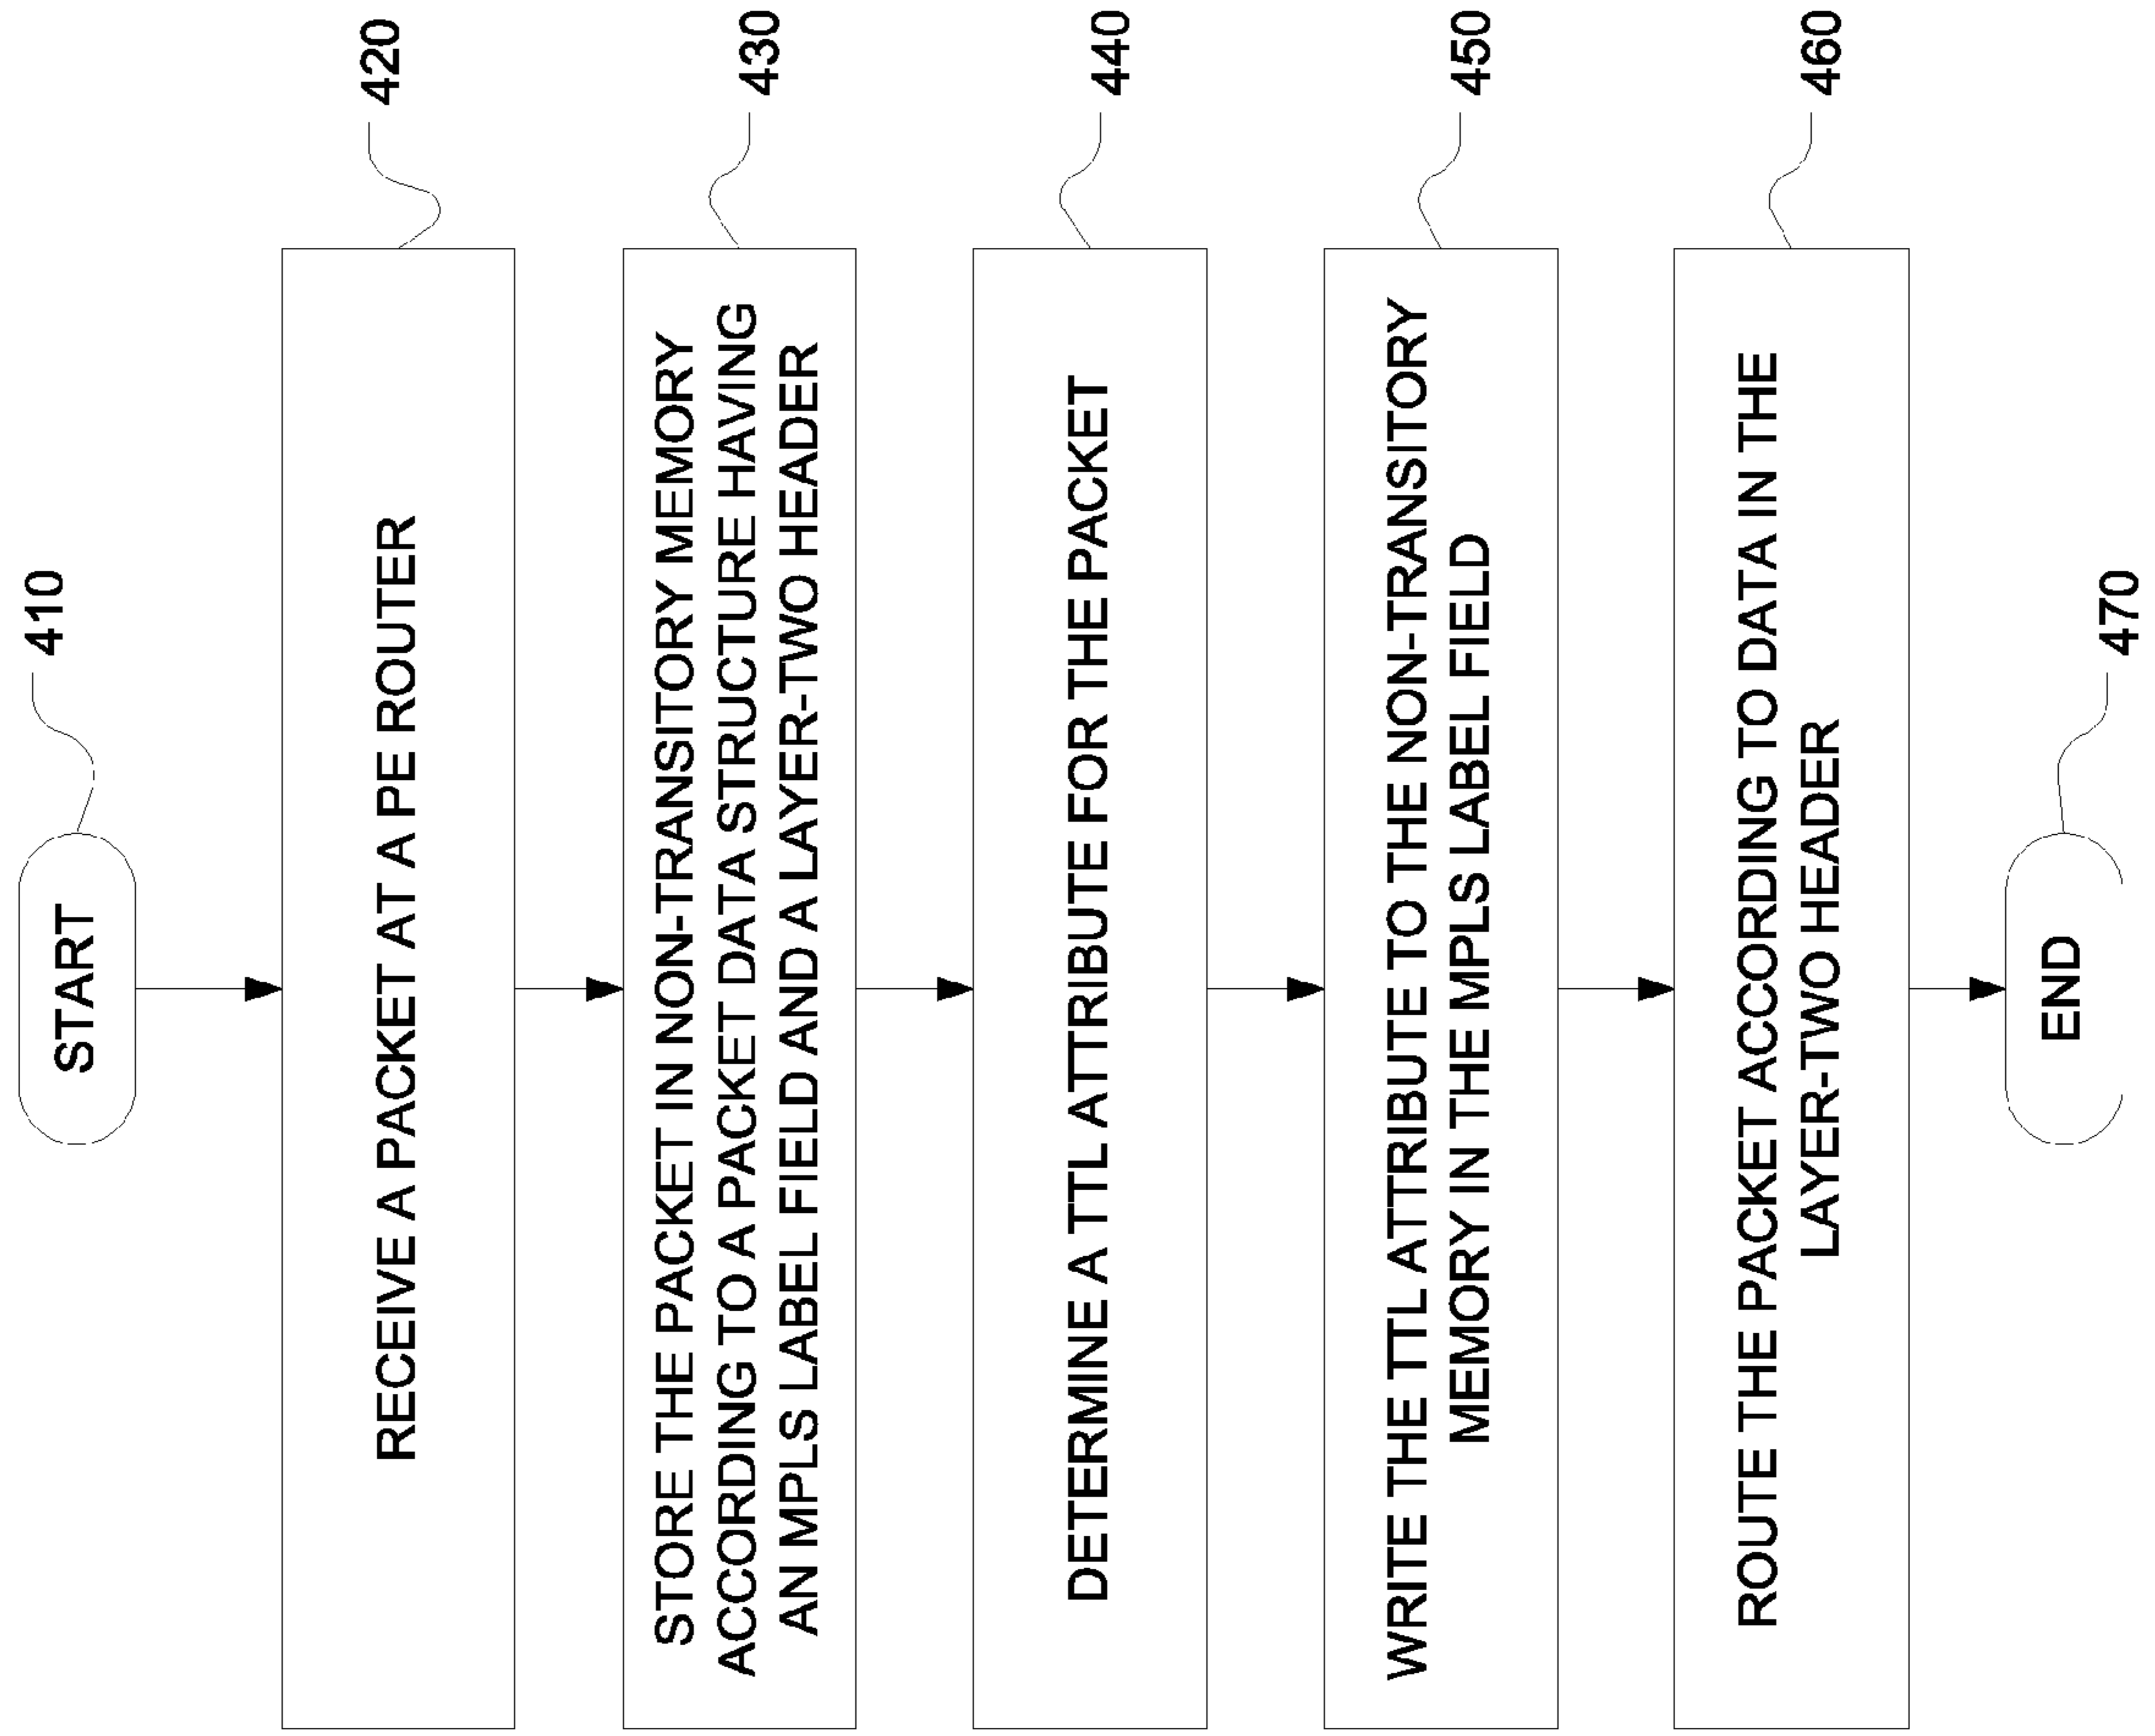 410
START
420
RECEIVE A PACKET AT A PE ROUTER
430
STORE THE PACKET IN NON-TRANSITORY MEMORY
ACCORDING TO A PACKET DATA STRUCTURE HAVING
AN MPLS LABEL FIELD AND A LAYER-TWO HEADER
440
DETERMINE A TTL ATTRIBUTE FOR THE PACKET
450
WRITE THE TTL ATTRIBUTE TO THE NON-TRANSITORY
MEMORY IN THE MPLS LABEL FIELD
460
ROUTE THE PACKET ACCORDING TO DATA IN THE
LAYER-TWO HEADER
470
END